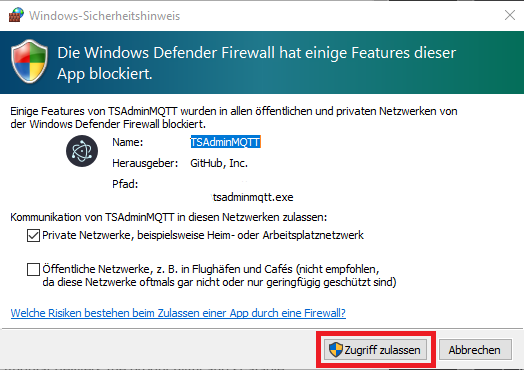 Windows-Sicherheitshinweis
Die Windows Defender Firewall hat einige Features dieser
App blockiert.
Einige Features von TSAdminMQTT wurden in allen öffentlichen und privaten Netzwerken von
der Windows Defender Firewall blockiert.
Name: TSAdminMQTT
Herausgeber: GitHub, Inc.
Pfad:
tsadminmqtt.exe
Kommunikation von TSAdminMQTT in diesen Netzwerken zulassen:
Private Netzwerke, beispielsweise Heim- oder Arbeitsplatznetzwerk
Öffentliche Netzwerke, z. B. in Flughäfen und Cafés (nicht empfohlen,
da diese Netzwerke oftmals gar nicht oder nur geringfügig geschützt sind)
Welche Risiken bestehen beim Zulassen einer App durch eine Firewall?
Zugriff zulassen Abbrechen